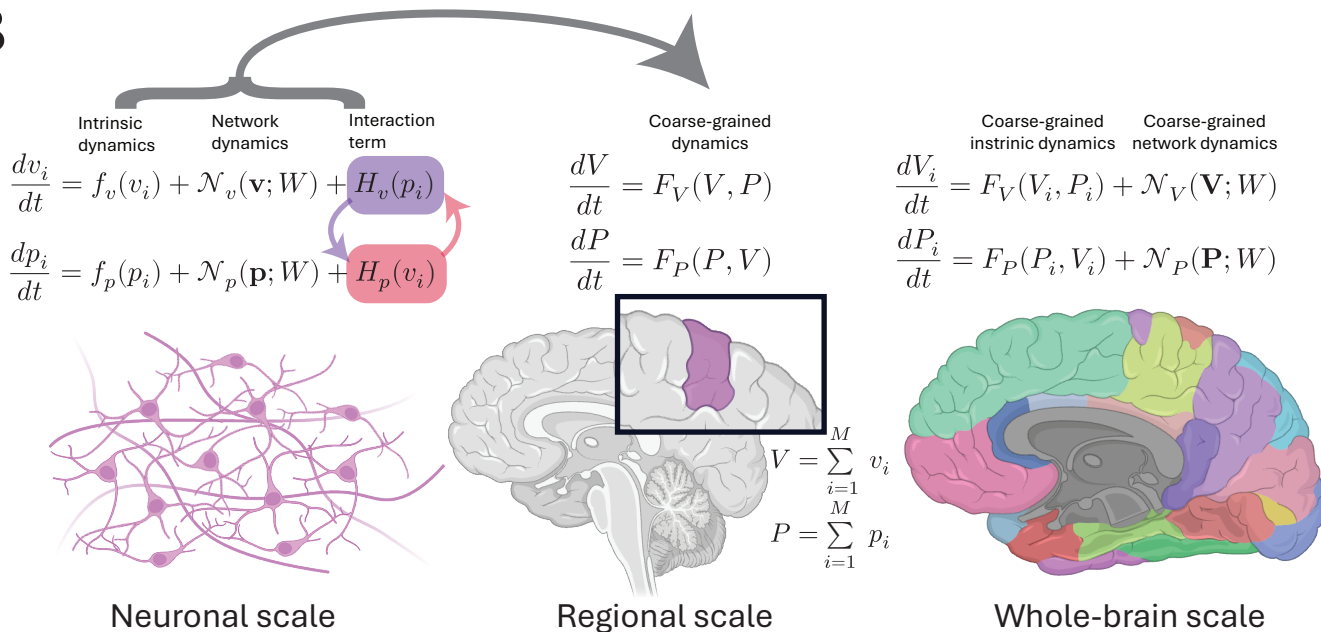 B
Intrinsic dynamics
Network dynamics
Interaction term
dv_i/dt = f_v(v_i) + 𝒩_v(𝐯; W) + H_v(p_i)
dp_i/dt = f_p(p_i) + 𝒩_p(𝐩; W) + H_p(v_i)
Neuronal scale
Coarse-grained dynamics
dV/dt = F_V(V, P)
dP/dt = F_P(P, V)
V = ∑_{i=1}^{M} v_i
P = ∑_{i=1}^{M} p_i
Regional scale
Coarse-grained instrinic dynamics
Coarse-grained network dynamics
dV_i/dt = F_V(V_i, P_i) + 𝒩_V(𝐕; W)
dP_i/dt = F_P(P_i, V_i) + 𝒩_P(𝐏; W)
Whole-brain scale